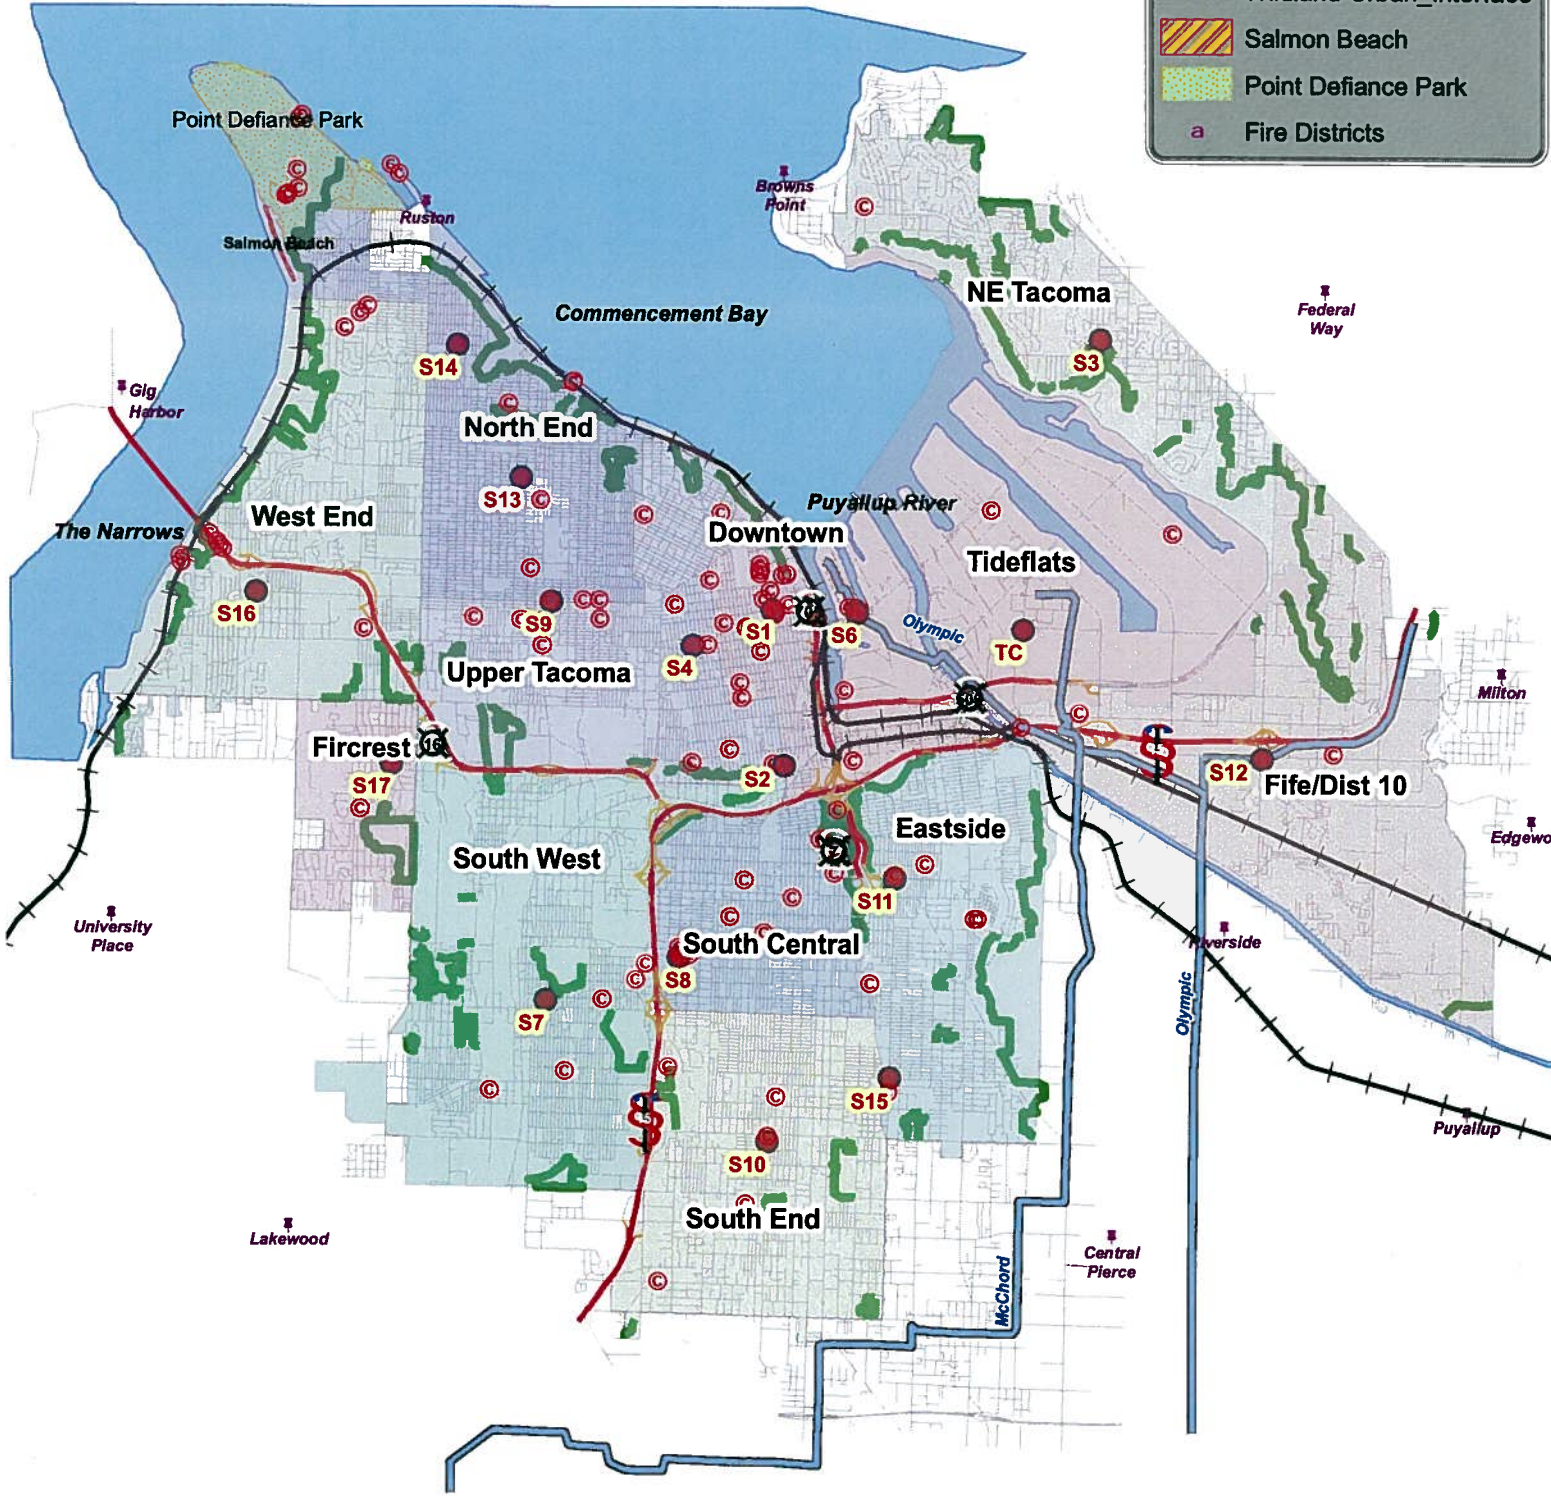 Salmon Beach
Point Defiance Park
a Fire Districts
Point Defiance Park
Browns
Point
Ruston
Salmon Beach
NE Tacoma
Federal
Way
Commencement Bay
S3
S14
Gig
Harbor
North End
S13
Puyallup River
West End
The Narrows
Downtown
Tideflats
S16
S9
S1
S6
Olympic
TC
S4
Upper Tacoma
Milton
Fircrest
S17
S2
S12
Fife/Dist 10
Eastside
Edgewo
South West
S11
University
Place
South Central
Riverside
S8
S7
Olympic
S15
Puyallup
S10
South End
Lakewood
Central
Pierce
McChord